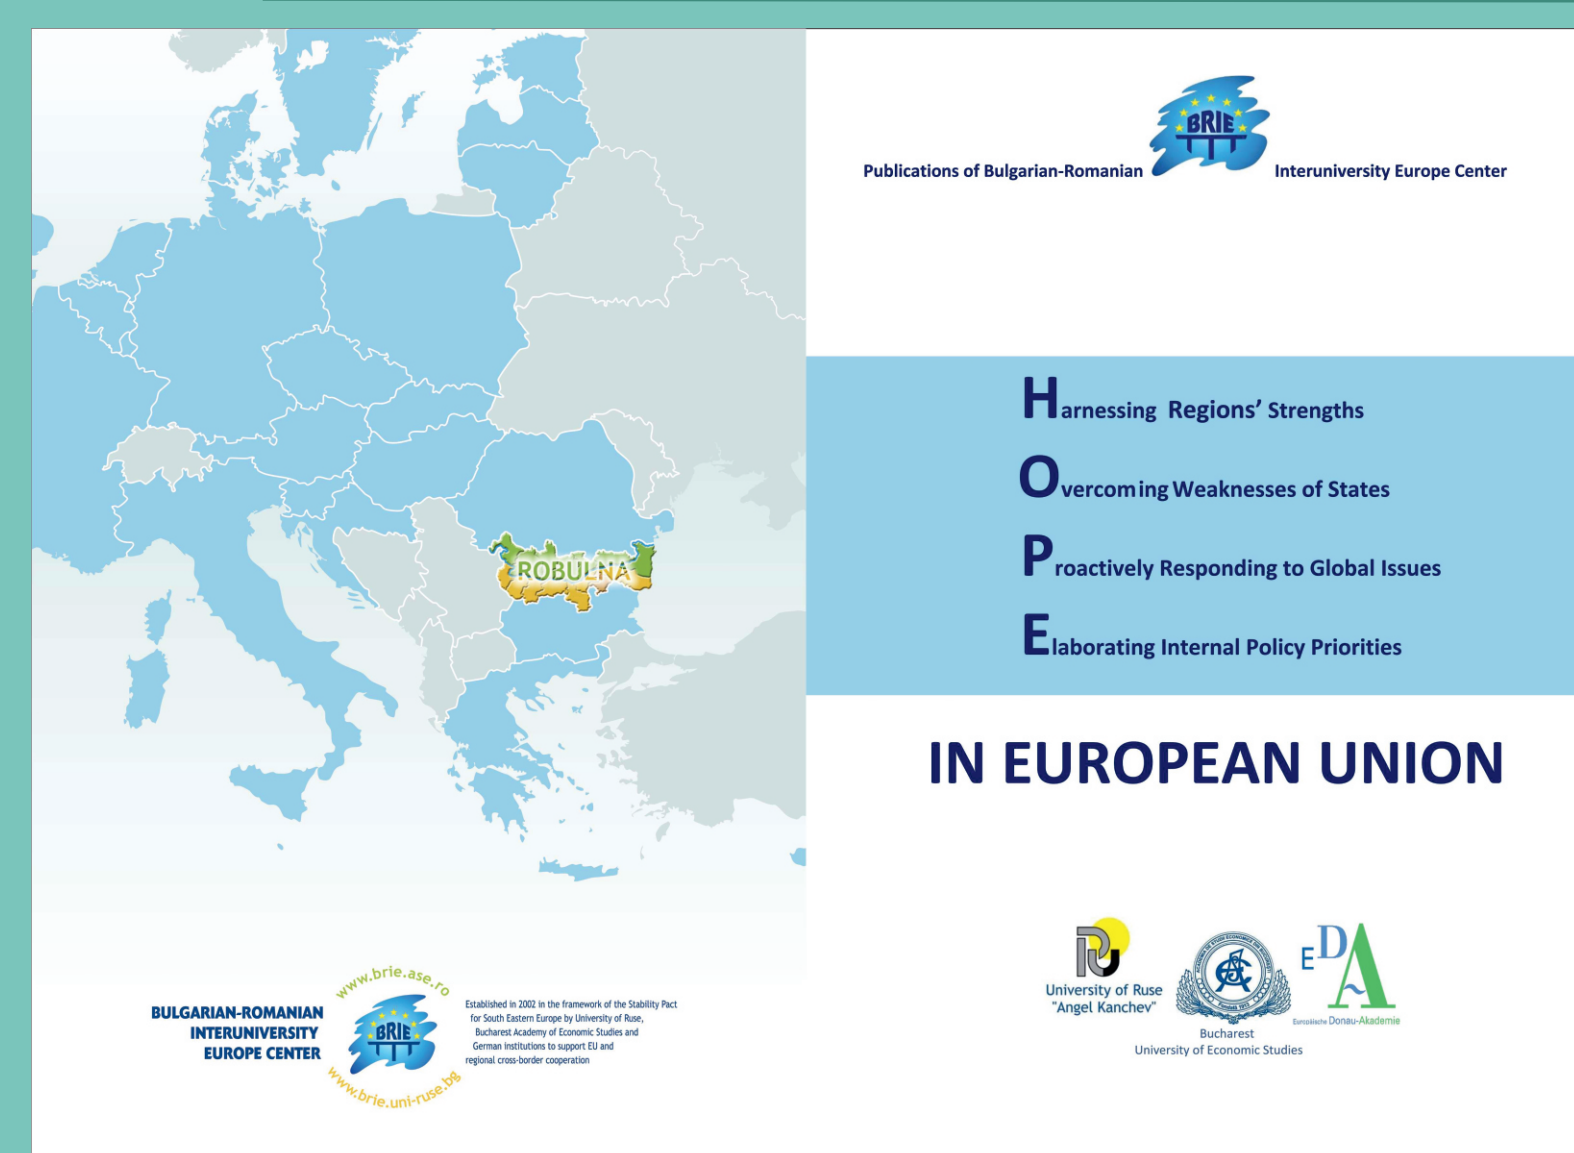 ROBULNA
www.brie.ase.ro
BULGARIAN-ROMANIAN
INTERUNIVERSITY
EUROPE CENTER
BRIE
www.brie.uni-ruse.bg
Established in 2002 in the framework of the Stability Pact
for South Eastern Europe by University of Ruse,
Bucharest Academy of Economic Studies and
German institutions to support EU and
regional cross-border cooperation
BRIE
Publications of Bulgarian-Romanian Interuniversity Europe Center
Harnessing Regions’ Strengths
Overcoming Weaknesses of States
Proactively Responding to Global Issues
Elaborating Internal Policy Priorities
IN EUROPEAN UNION
University of Ruse
"Angel Kanchev"
Bucharest
University of Economic Studies
EDA
Europäische Donau-Akademie